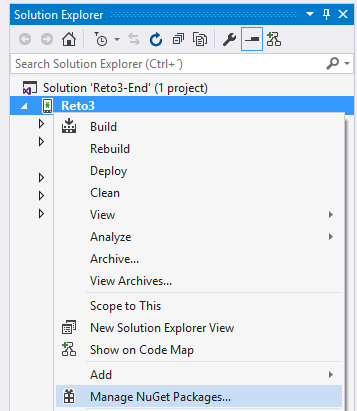 Solution Explorer
Search Solution Explorer (Ctrl+´)
Solution 'Reto3-End' (1 project)
Reto3
Build
Rebuild
Deploy
Clean
View
Analyze
Archive...
View Archives...
Scope to This
New Solution Explorer View
Show on Code Map
Add
Manage NuGet Packages...